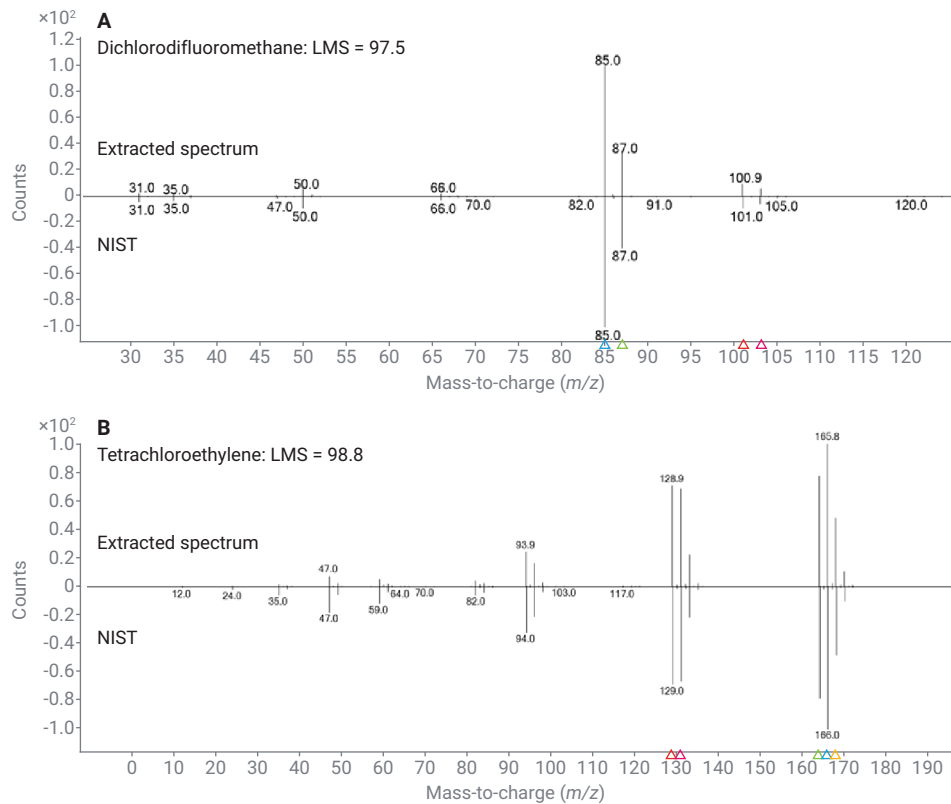 ×10²
A
Dichlorodifluoromethane: LMS = 97.5
1.2
1.0
0.8
0.6
0.4
0.2
0
-0.2
-0.4
-0.6
-0.8
-1.0
Counts
Extracted spectrum
NIST
85.0
87.0
31.0 35.0 50.0 66.0 100.9
31.0 35.0 47.0 50.0 66.0 70.0 82.0 91.0 101.0 105.0 120.0
87.0
85.0
30 35 40 45 50 55 60 65 70 75 80 85 90 95 100 105 110 115 120
Mass-to-charge (m/z)
×10²
B
Tetrachloroethylene: LMS = 98.8
1.0
0.8
0.6
0.4
0.2
0
-0.2
-0.4
-0.6
-0.8
-1.0
Counts
Extracted spectrum
NIST
165.8
128.9
93.9
47.0
12.0 24.0 35.0 47.0 59.0 64.0 70.0 82.0 94.0 103.0 117.0
129.0
166.0
0 10 20 30 40 50 60 70 80 90 100 110 120 130 140 150 160 170 180 190
Mass-to-charge (m/z)